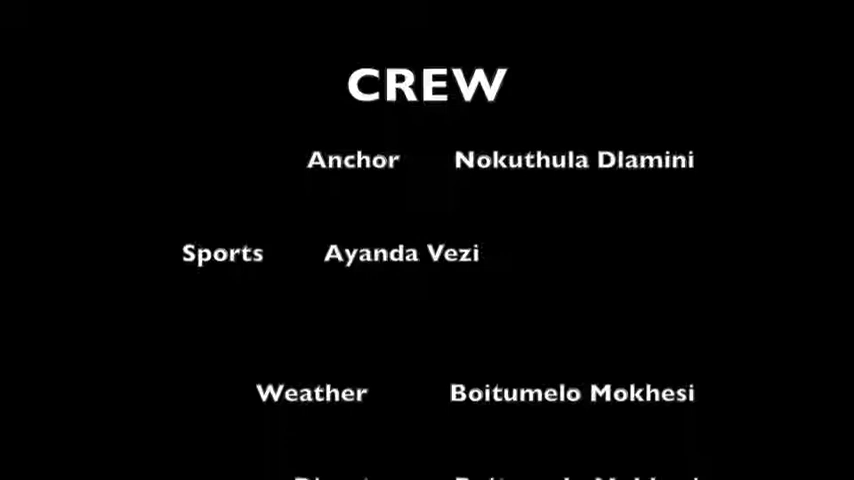 CREW
Anchor Nokuthula Dlamini
Sports Ayanda Vezi
Weather Boitumelo Mokhesi